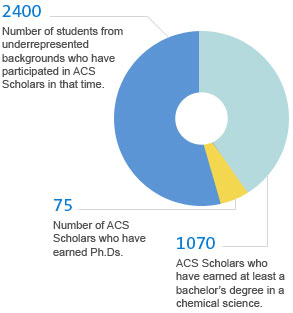 2400
Number of students from
underrepresented
backgrounds who have
participated in ACS
Scholars in that time.
75
Number of ACS
Scholars who have
earned Ph.Ds.
1070
ACS Scholars who
have earned at least a
bachelor's degree in a
chemical science.